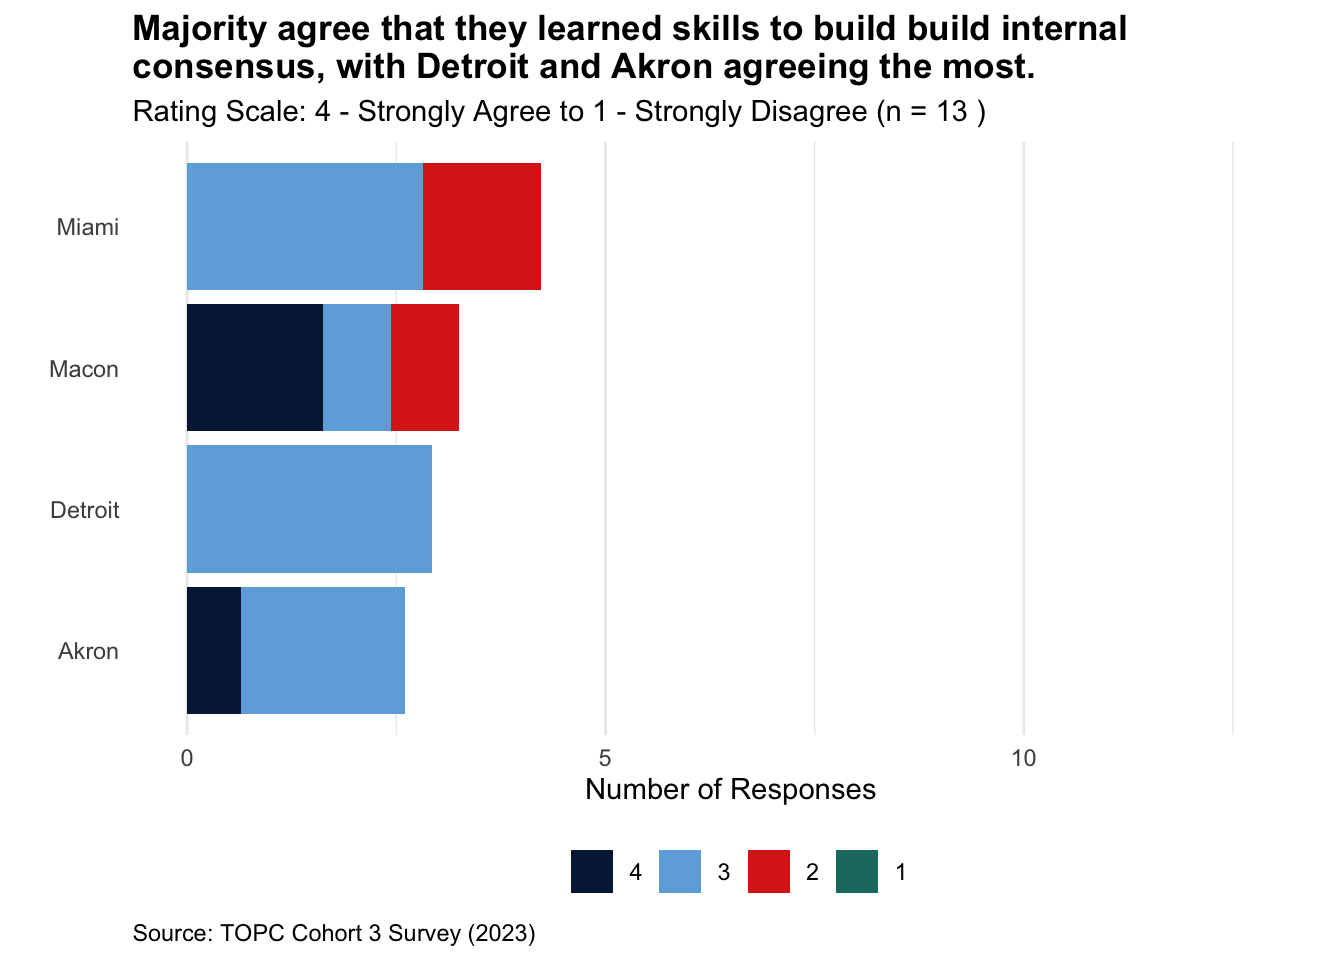 Majority agree that they learned skills to build build internal
consensus, with Detroit and Akron agreeing the most.
Rating Scale: 4 - Strongly Agree to 1 - Strongly Disagree (n = 13 )
Miami
Macon
Detroit
Akron
0 5 10
Number of Responses
4 3 2 1
Source: TOPC Cohort 3 Survey (2023)